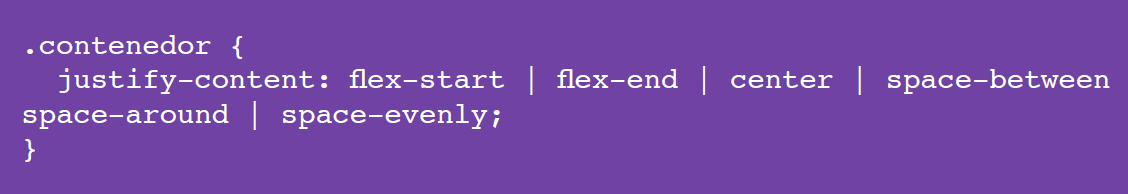 .contenedor {
  justify-content: flex-start | flex-end | center | space-between
space-around | space-evenly;
}